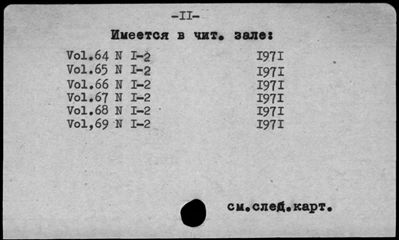 -II-
Имеется в чит. зале:
Vol.64 N I-2 I97I
Vol.65 N I-2 I97I
Vol.66 N I-2 I97I
Vol.67 N I-2 I97I
Vol.68 N I-2 I97I
Vol,69 N I-2 I97I
см.след.карт.